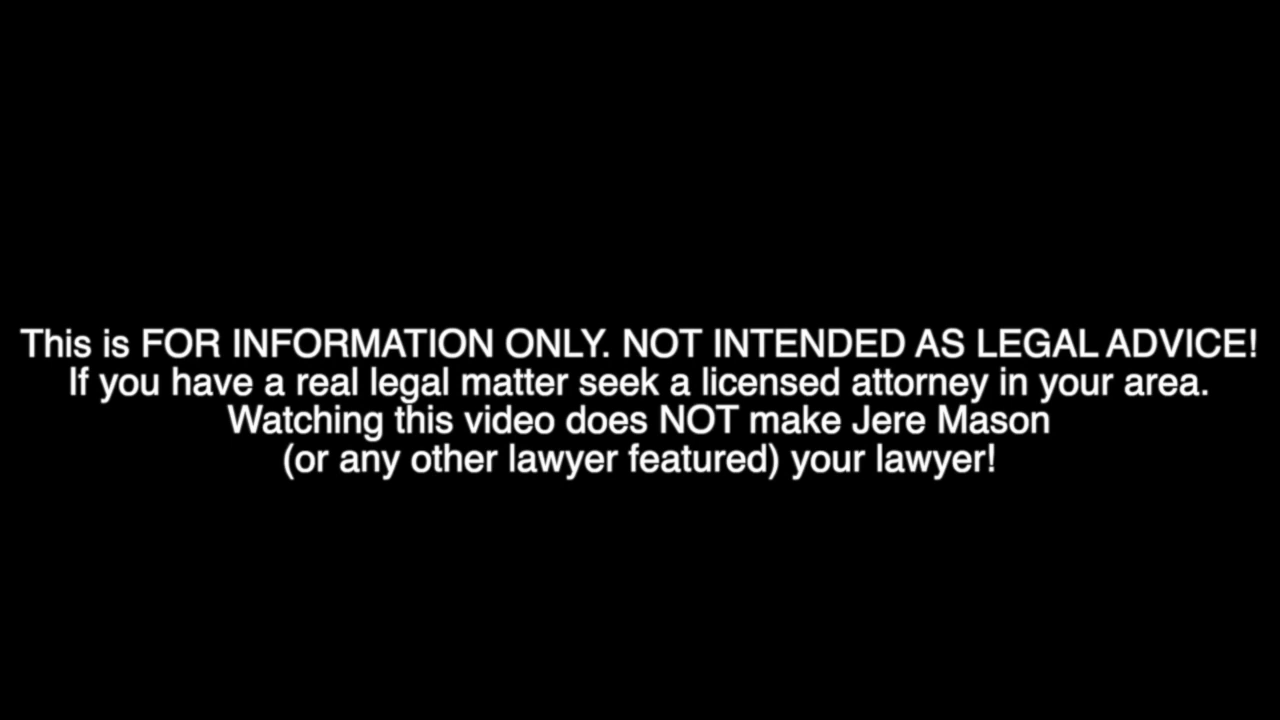 This is FOR INFORMATION ONLY. NOT INTENDED AS LEGAL ADVICE!
If you have a real legal matter seek a licensed attorney in your area.
Watching this video does NOT make Jere Mason
(or any other lawyer featured) your lawyer!